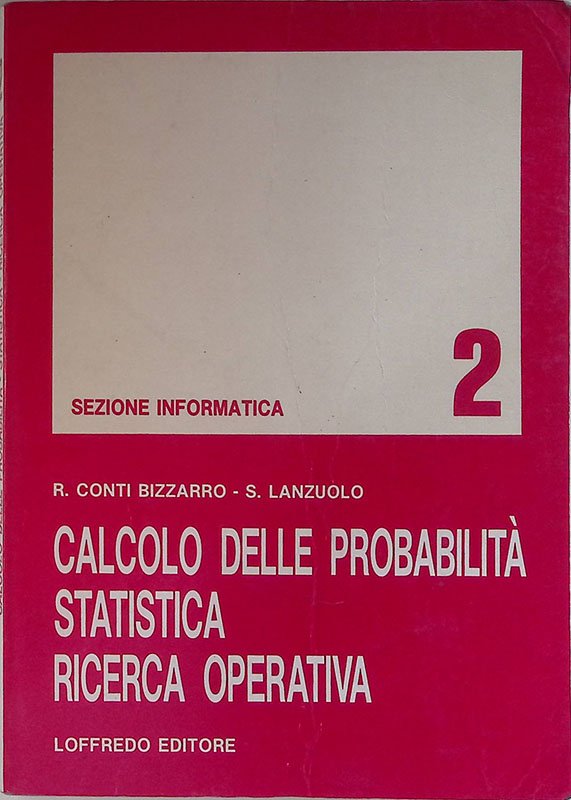 SEZIONE INFORMATICA
2
R. CONTI BIZZARRO - S. LANZUOLO
CALCOLO DELLE PROBABILITÀ
STATISTICA
RICERCA OPERATIVA
LOFFREDO EDITORE